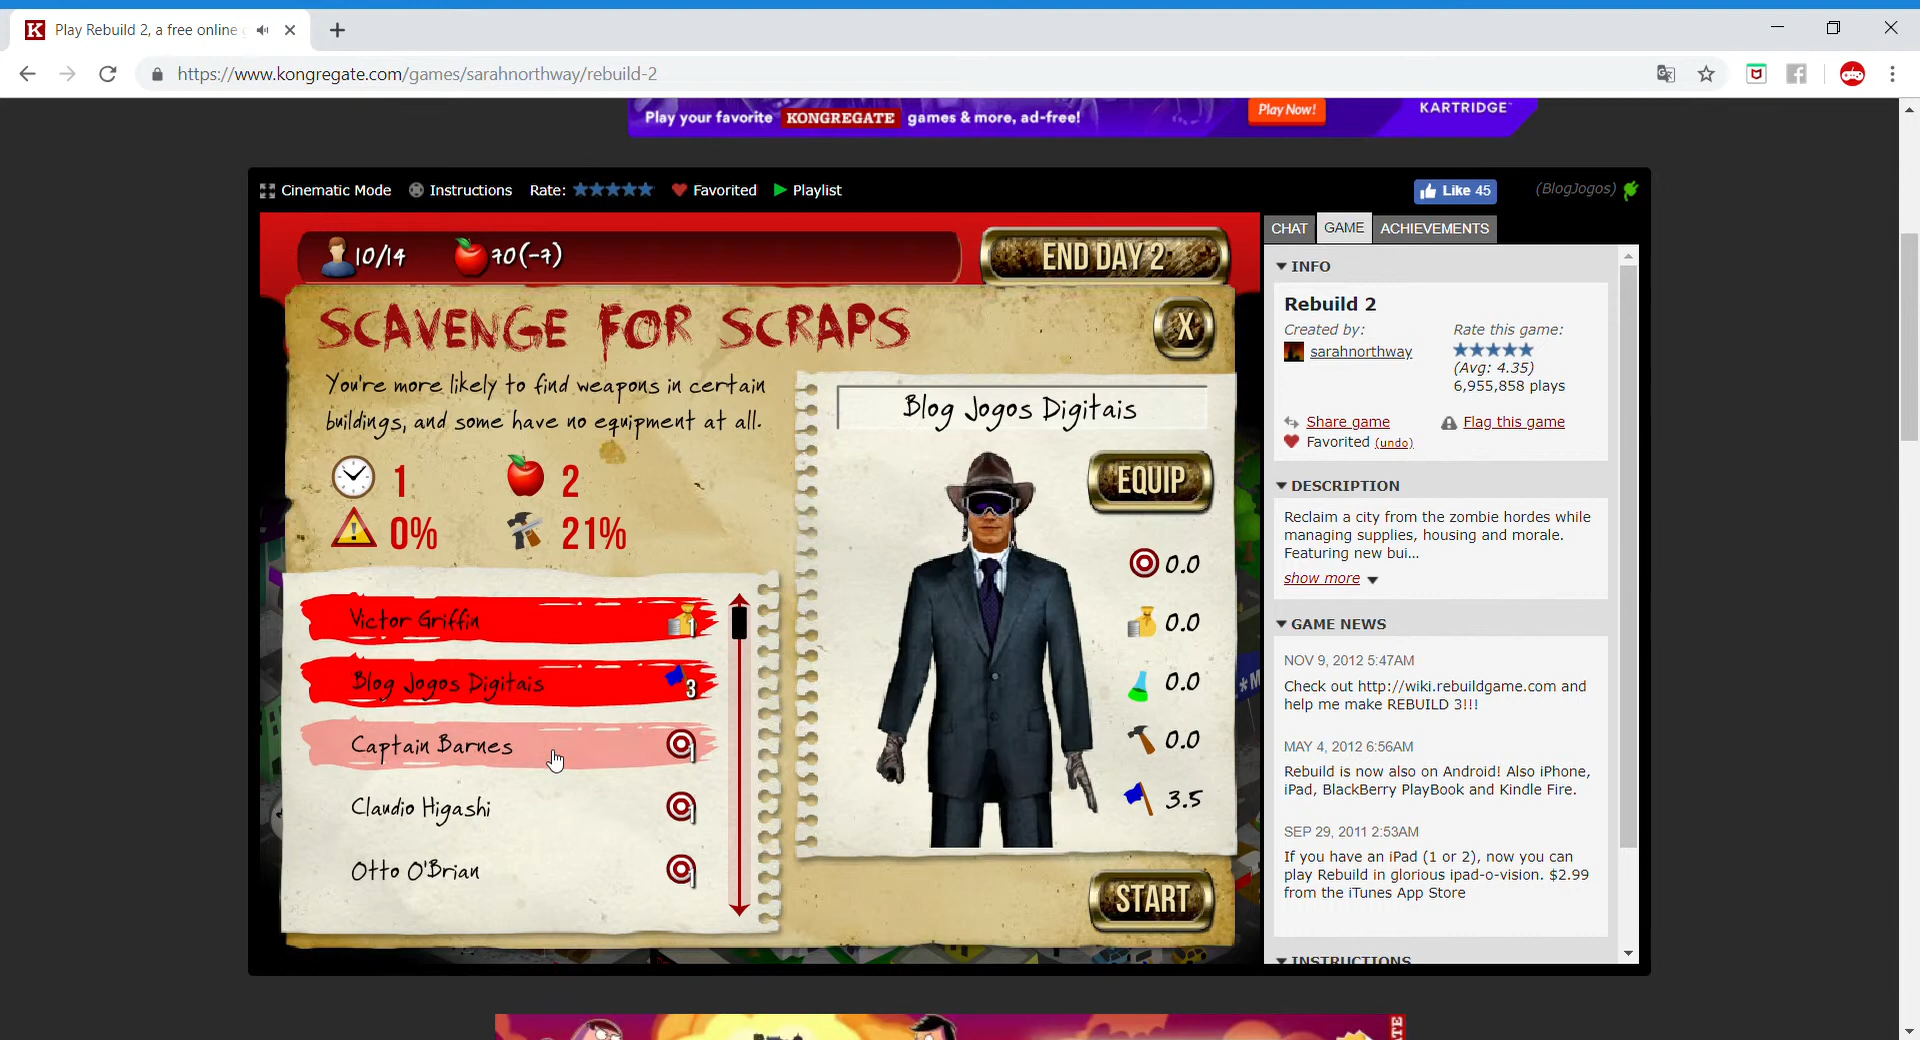 Play Rebuild 2, a free online g
https://www.kongregate.com/games/sarahnorthway/rebuild-2
Play your favorite KONGREGATE games & more, ad-free!
Play Now!
KARTRIDGE™
Cinematic Mode
Instructions
Rate:
Favorited
Playlist
Like 45
(BlogJogos)
CHAT
GAME
ACHIEVEMENTS
10/14
70(-7)
END DAY 2
SCAVENGE FOR SCRAPS
X
You're more likely to find weapons in certain
buildings, and some have no equipment at all.
1
2
0%
21%
Victor Griffin 1
Blog Jogos Digitais 3
Captain Barnes 1
Claudio Higashi 1
Otto O'Brian 1
Blog Jogos Digitais
EQUIP
0.0
0.0
0.0
0.0
3.5
START
INFO
Rebuild 2
Created by:
sarahnorthway
Rate this game:
(Avg: 4.35)
6,955,858 plays
Share game
Flag this game
Favorited (undo)
DESCRIPTION
Reclaim a city from the zombie hordes while
managing supplies, housing and morale.
Featuring new bui...
show more
GAME NEWS
NOV 9, 2012 5:47AM
Check out http://wiki.rebuildgame.com and
help me make REBUILD 3!!!
MAY 4, 2012 6:56AM
Rebuild is now also on Android! Also iPhone,
iPad, BlackBerry PlayBook and Kindle Fire.
SEP 29, 2011 2:53AM
If you have an iPad (1 or 2), now you can
play Rebuild in glorious ipad-o-vision. $2.99
from the iTunes App Store
INSTRUCTIONS